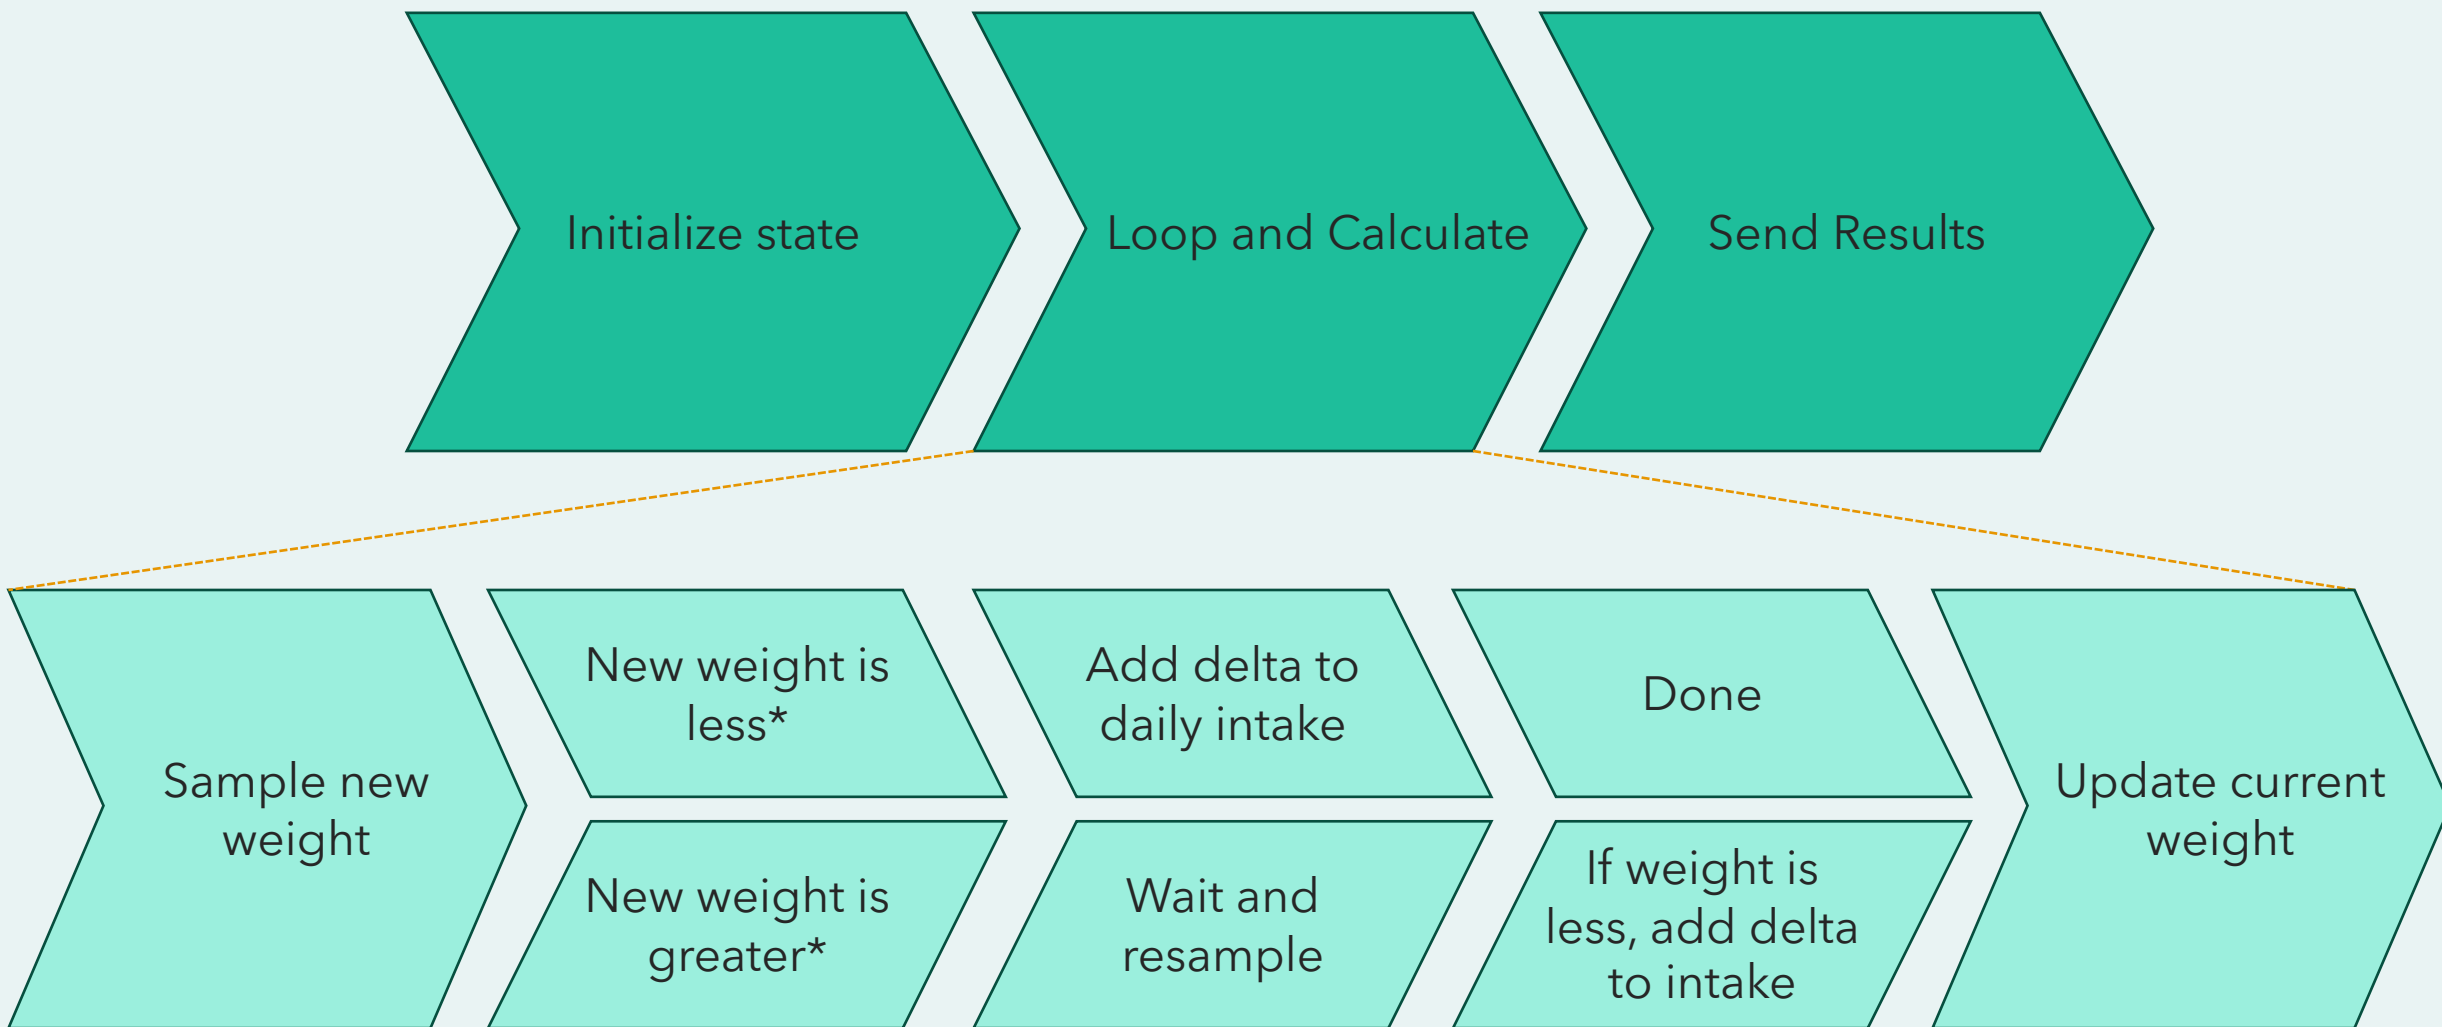 Initialize state
Loop and Calculate
Send Results
Sample new
weight
New weight is
less*
Add delta to
daily intake
Done
New weight is
greater*
Wait and
resample
If weight is
less, add delta
to intake
Update current
weight